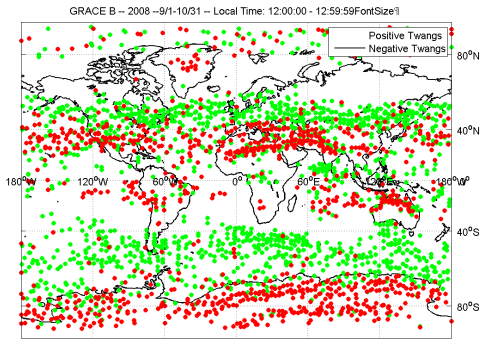 GRACE B -- 2008 --9/1-10/31 -- Local Time: 12:00:00 - 12:59:59FontSize¶
Positive Twangs
Negative Twangs
80°N
40°N
180°W 120°W 60°W 0° 60°E 120°E 180°W
40°S
80°S